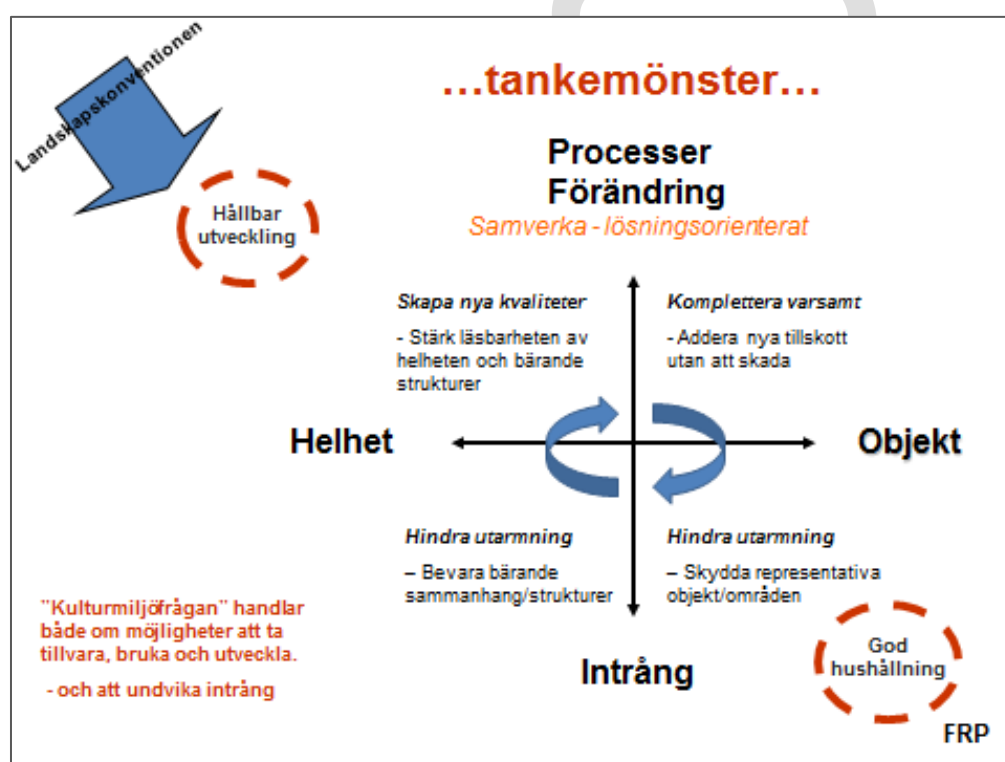 Landskapskonventionen
…tankemönster…
Processer
Förändring
Samverka - lösningsorienterat
Hållbar
utveckling
Skapa nya kvaliteter
- Stärk läsbarheten av
helheten och bärande
strukturer
Komplettera varsamt
- Addera nya tillskott
utan att skada
Helhet
Objekt
Hindra utarmning
– Bevara bärande
sammanhang/strukturer
Hindra utarmning
– Skydda representativa
objekt/områden
"Kulturmiljöfrågan" handlar
både om möjligheter att ta
tillvara, bruka och utveckla.
- och att undvika intrång
Intrång
God
hushållning
FRP